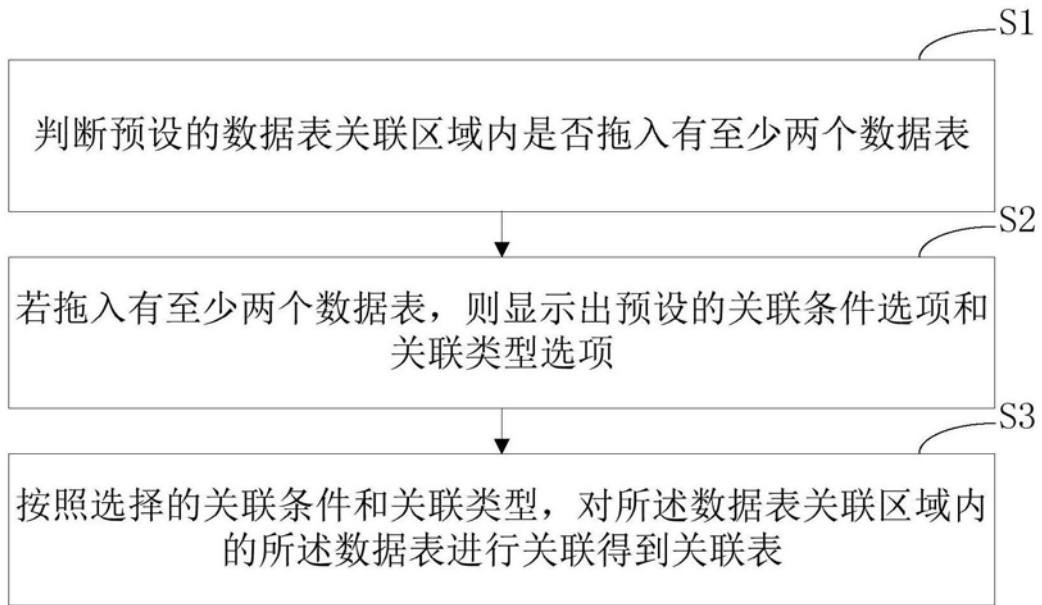 S1
判断预设的数据表关联区域内是否拖入有至少两个数据表
S2
若拖入有至少两个数据表，则显示出预设的关联条件选项和
关联类型选项
S3
按照选择的关联条件和关联类型，对所述数据表关联区域内
的所述数据表进行关联得到关联表